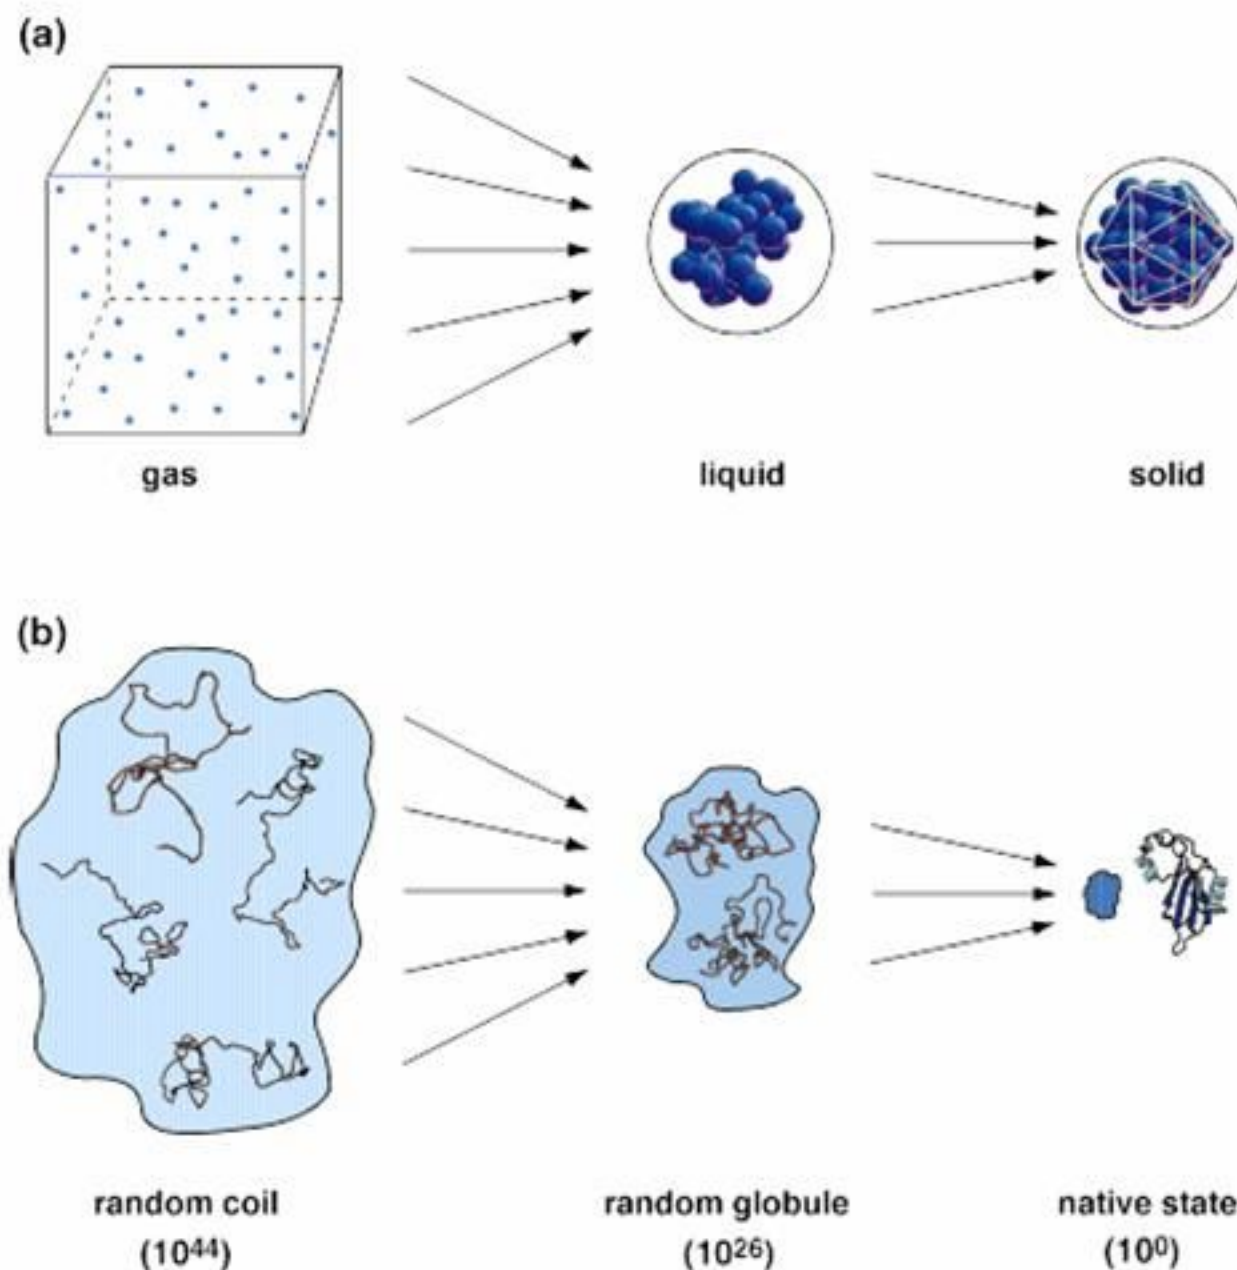 (a)
gas liquid solid
(b)
random coil random globule native state
(10⁴⁴) (10²⁶) (10⁰)